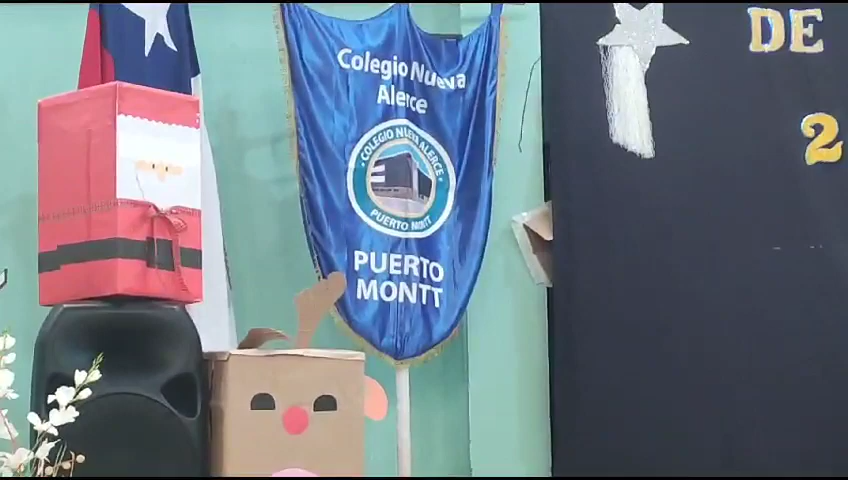 Colegio Nueva
Alerce
COLEGIO NUEVA ALERCE
PUERTO MONTT
PUERTO
MONTT
DE
2